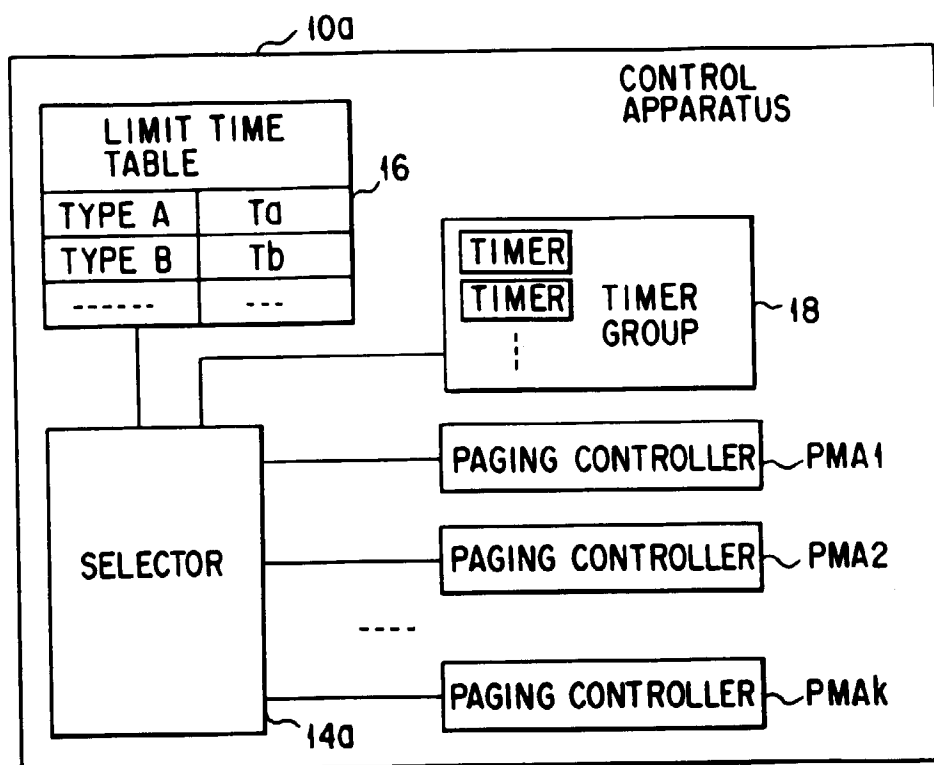 10a
CONTROL
APPARATUS
LIMIT TIME
TABLE
16
TYPE A Ta
TYPE B Tb
------ ---
TIMER
TIMER
TIMER
GROUP
18
SELECTOR
14a
PAGING CONTROLLER PMA1
PAGING CONTROLLER PMA2
----
PAGING CONTROLLER PMAk